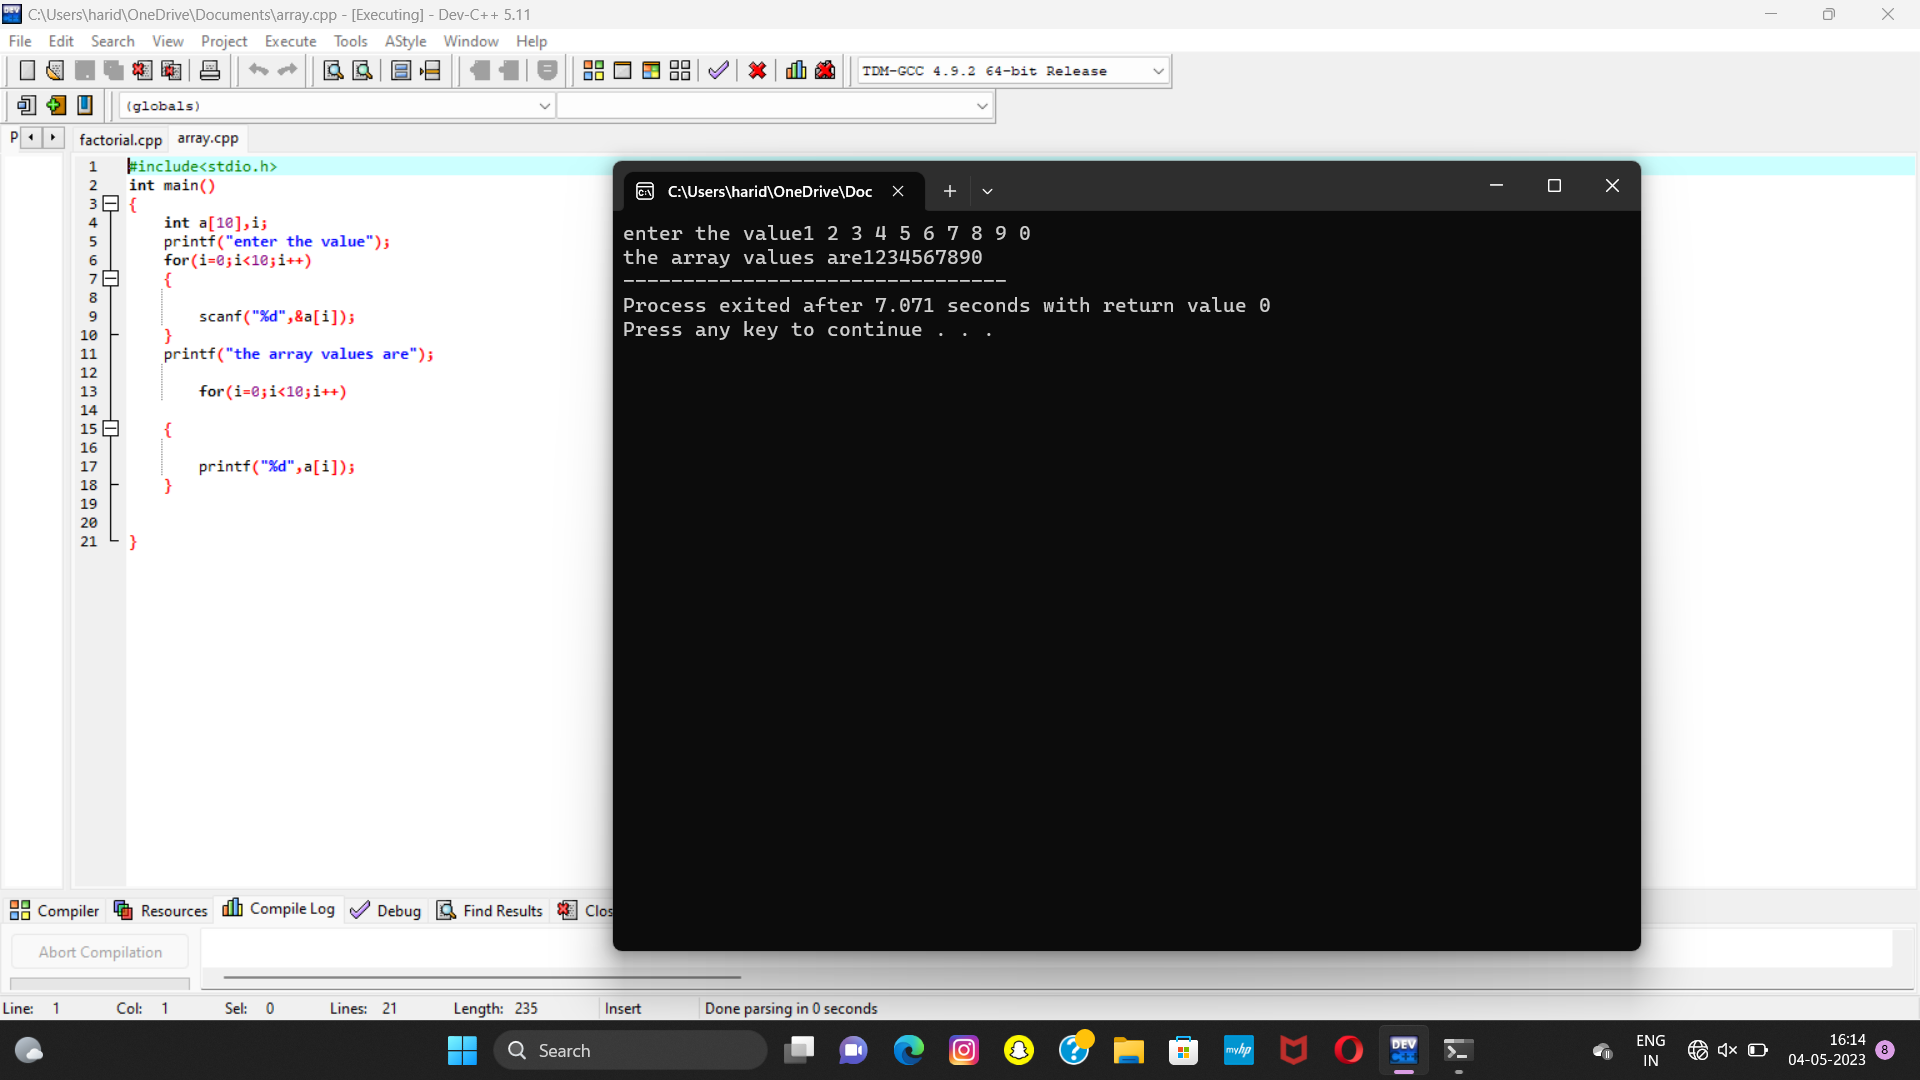 C:\Users\harid\OneDrive\Documents\array.cpp - [Executing] - Dev-C++ 5.11
File Edit Search View Project Execute Tools AStyle Window Help
TDM-GCC 4.9.2 64-bit Release
(globals)
P factorial.cpp array.cpp
1 #include<stdio.h>
2 int main()
3 {
4 int a[10],i;
5 printf("enter the value");
6 for(i=0;i<10;i++)
7 {
8
9 scanf("%d",&a[i]);
10 }
11 printf("the array values are");
12
13 for(i=0;i<10;i++)
14
15 {
16
17 printf("%d",a[i]);
18 }
19
20
21 }
C:\Users\harid\OneDrive\Doc
enter the value1 2 3 4 5 6 7 8 9 0
the array values are1234567890
--------------------------------
Process exited after 7.071 seconds with return value 0
Press any key to continue . . .
Compiler Resources Compile Log Debug Find Results Clos
Abort Compilation
Line: 1 Col: 1 Sel: 0 Lines: 21 Length: 235 Insert Done parsing in 0 seconds
Search
myhp
DEV
C++
ENG
IN
16:14
04-05-2023
8